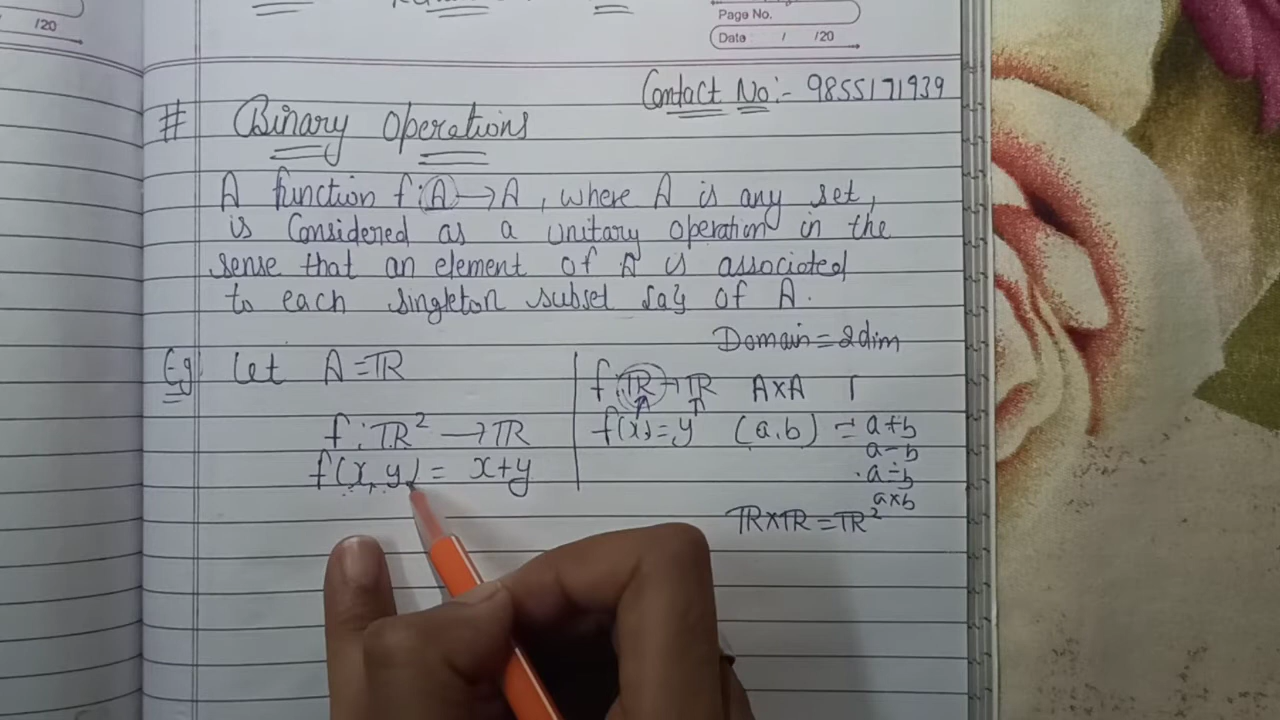 /20
Page No.
Date / /20
Contact No:- 9855171939
# Binary Operations
A function f:A→A, where A is any set,
is Considered as a unitary operation in the
sense that an element of A is associated
to each singleton subset {a} of A.
Domain=2dim
Eg Let A=ℝ
f ℝ→ℝ A×A
A A
f:ℝ²→ℝ
f(x)=y (a,b) = a+b
a-b
f(x,y)= x+y
a÷b
a×b
ℝ×ℝ=ℝ²